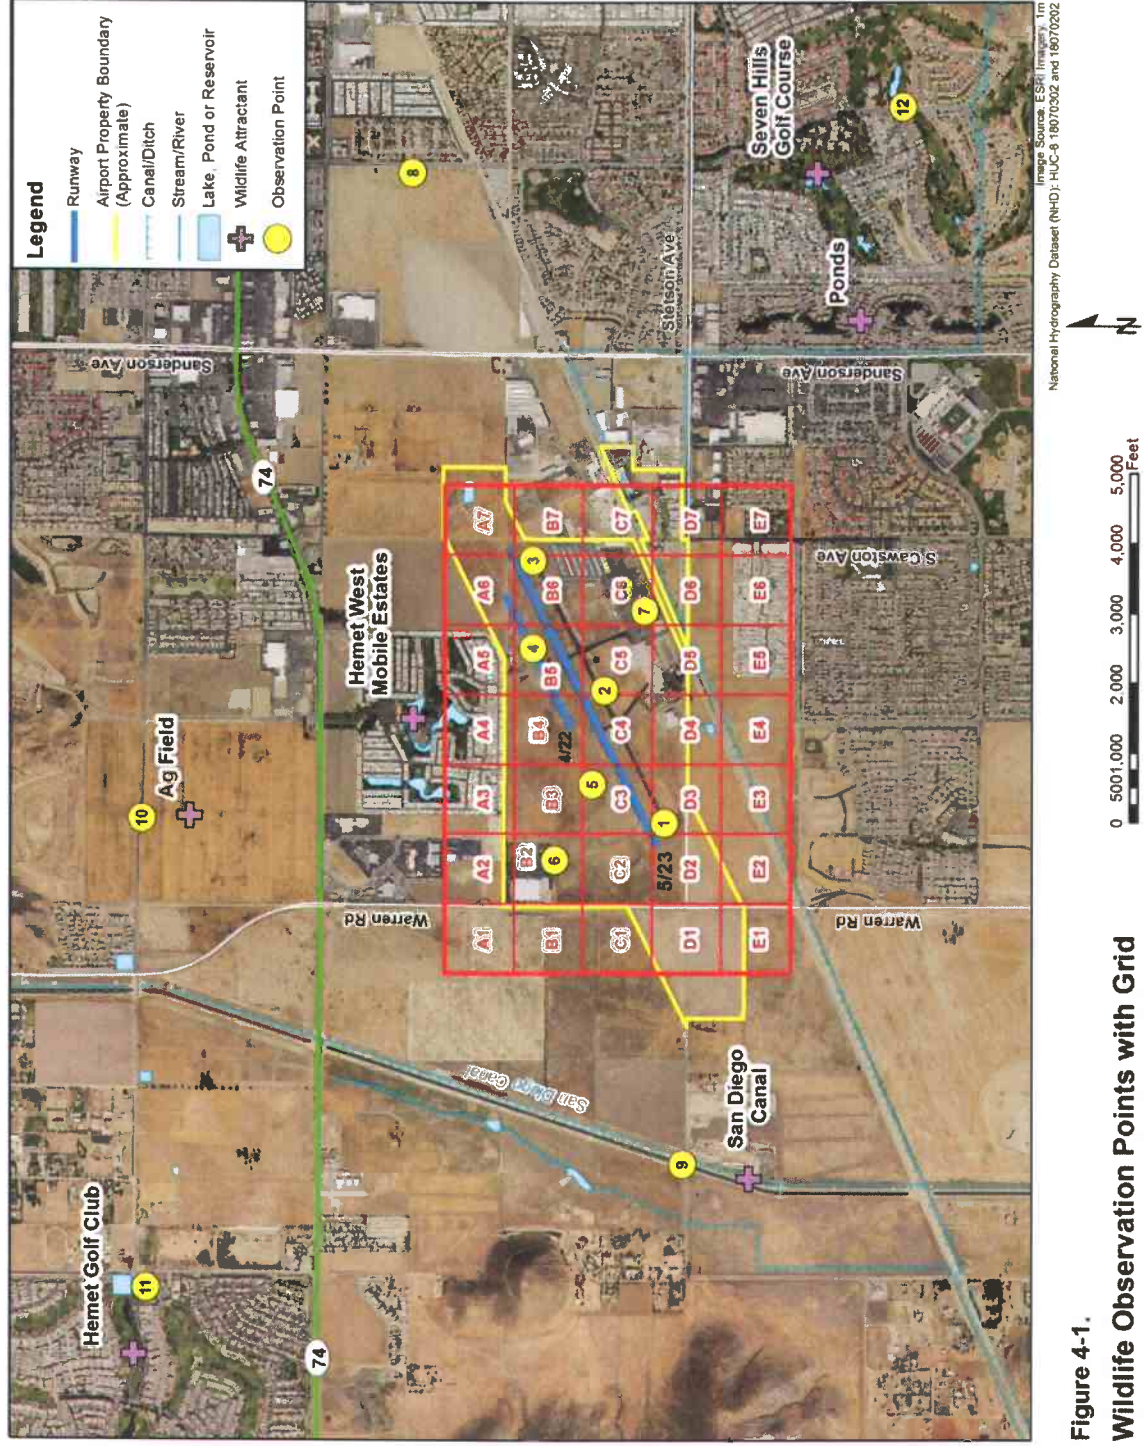 Legend
Runway
Airport Property Boundary
(Approximate)
Canal/Ditch
Stream/River
Lake, Pond or Reservoir
Wildlife Attractant
Observation Point
Hemet Golf Club
11
74
10
Ag Field
74
Sanderson Ave
8
Warren Rd
Hemet West
Mobile Estates
San Diego Canal
A1
A2
A3
A4
A5
A6
A7
B1
B2
B3
B4
B5
B6
B7
6
4/22
4
3
C1
C2
C3
C4
C5
C6
C7
5
2
7
D1
D2
D3
D4
D5
D6
D7
5/23
1
E1
E2
E3
E4
E5
E6
E7
9
San Diego
Canal
Warren Rd
S Cawston Ave
Sanderson Ave
Stetson Ave
Ponds
Seven Hills
Golf Course
12
Image Source: ESRI Imagery, 1m
National Hydrography Dataset (NHD): HUC-8 18070302 and 18070202
N
0 500 1,000 2,000 3,000 4,000 5,000
Feet
Figure 4-1.
Wildlife Observation Points with Grid